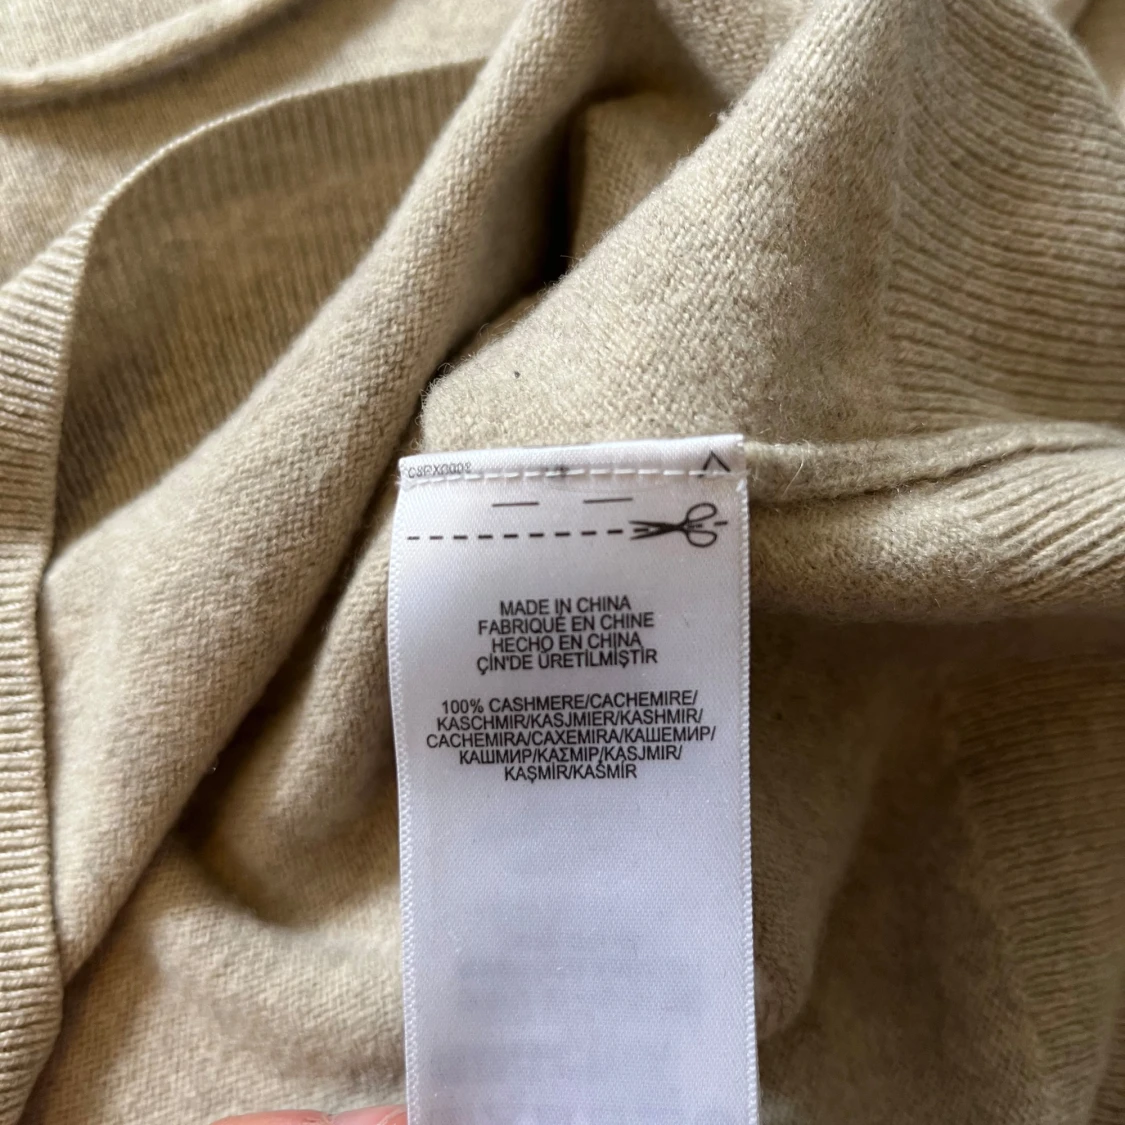 MADE IN CHINA
FABRIQUÉ EN CHINE
HECHO EN CHINA
ÇİN'DE ÜRETİLMİŞTİR
100% CASHMERE/CACHEMIRE/
KASCHMIR/KASJMIER/KASHMIR/
CACHEMIRA/CAXEMIRA/КАШЕМИР/
КАШМИР/ΚΑΣΜΙΡ/KASJMIR/
KAŞMİR/KAŠMÍR